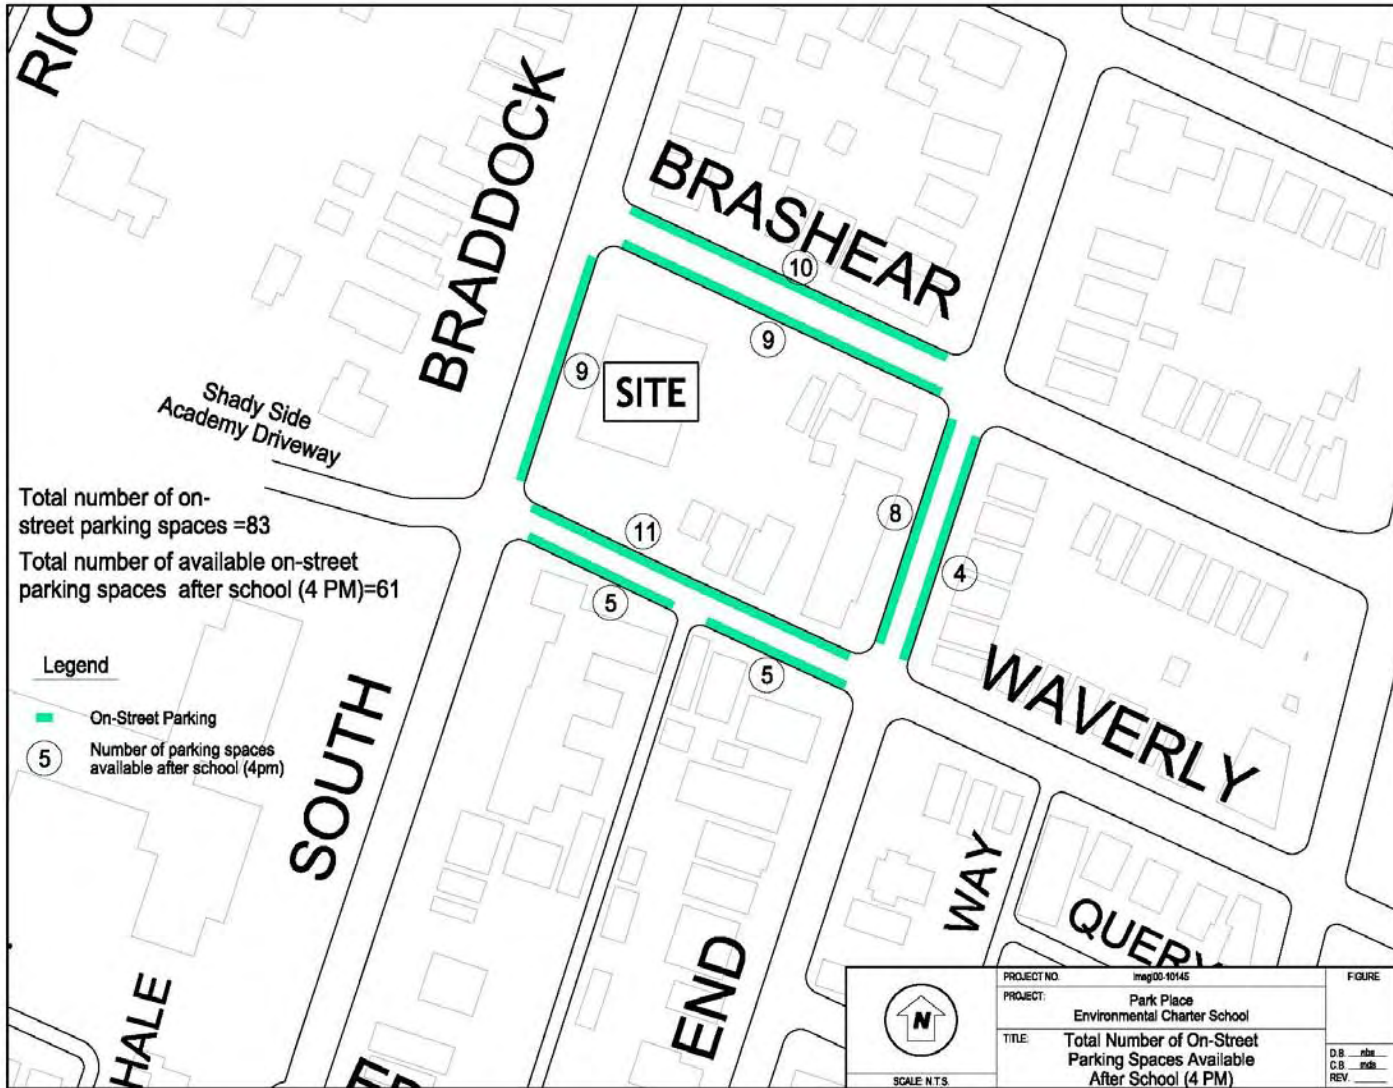 RIC
BRADDOCK
BRASHEAR
10
9
9
SITE
Shady Side
Academy Driveway
Total number of on-
street parking spaces =83
Total number of available on-street
parking spaces after school (4 PM)=61
11
8
4
5
5
Legend
On-Street Parking
5
Number of parking spaces
available after school (4pm)
SOUTH
WAVERLY
WAY
QUERY
END
HALE
N
SCALE: N.T.S.
PROJECT NO.
imag00-10145
FIGURE
PROJECT:
Park Place
Environmental Charter School
TITLE:
Total Number of On-Street
Parking Spaces Available
After School (4 PM)
D.B.
C.B. mds
REV.